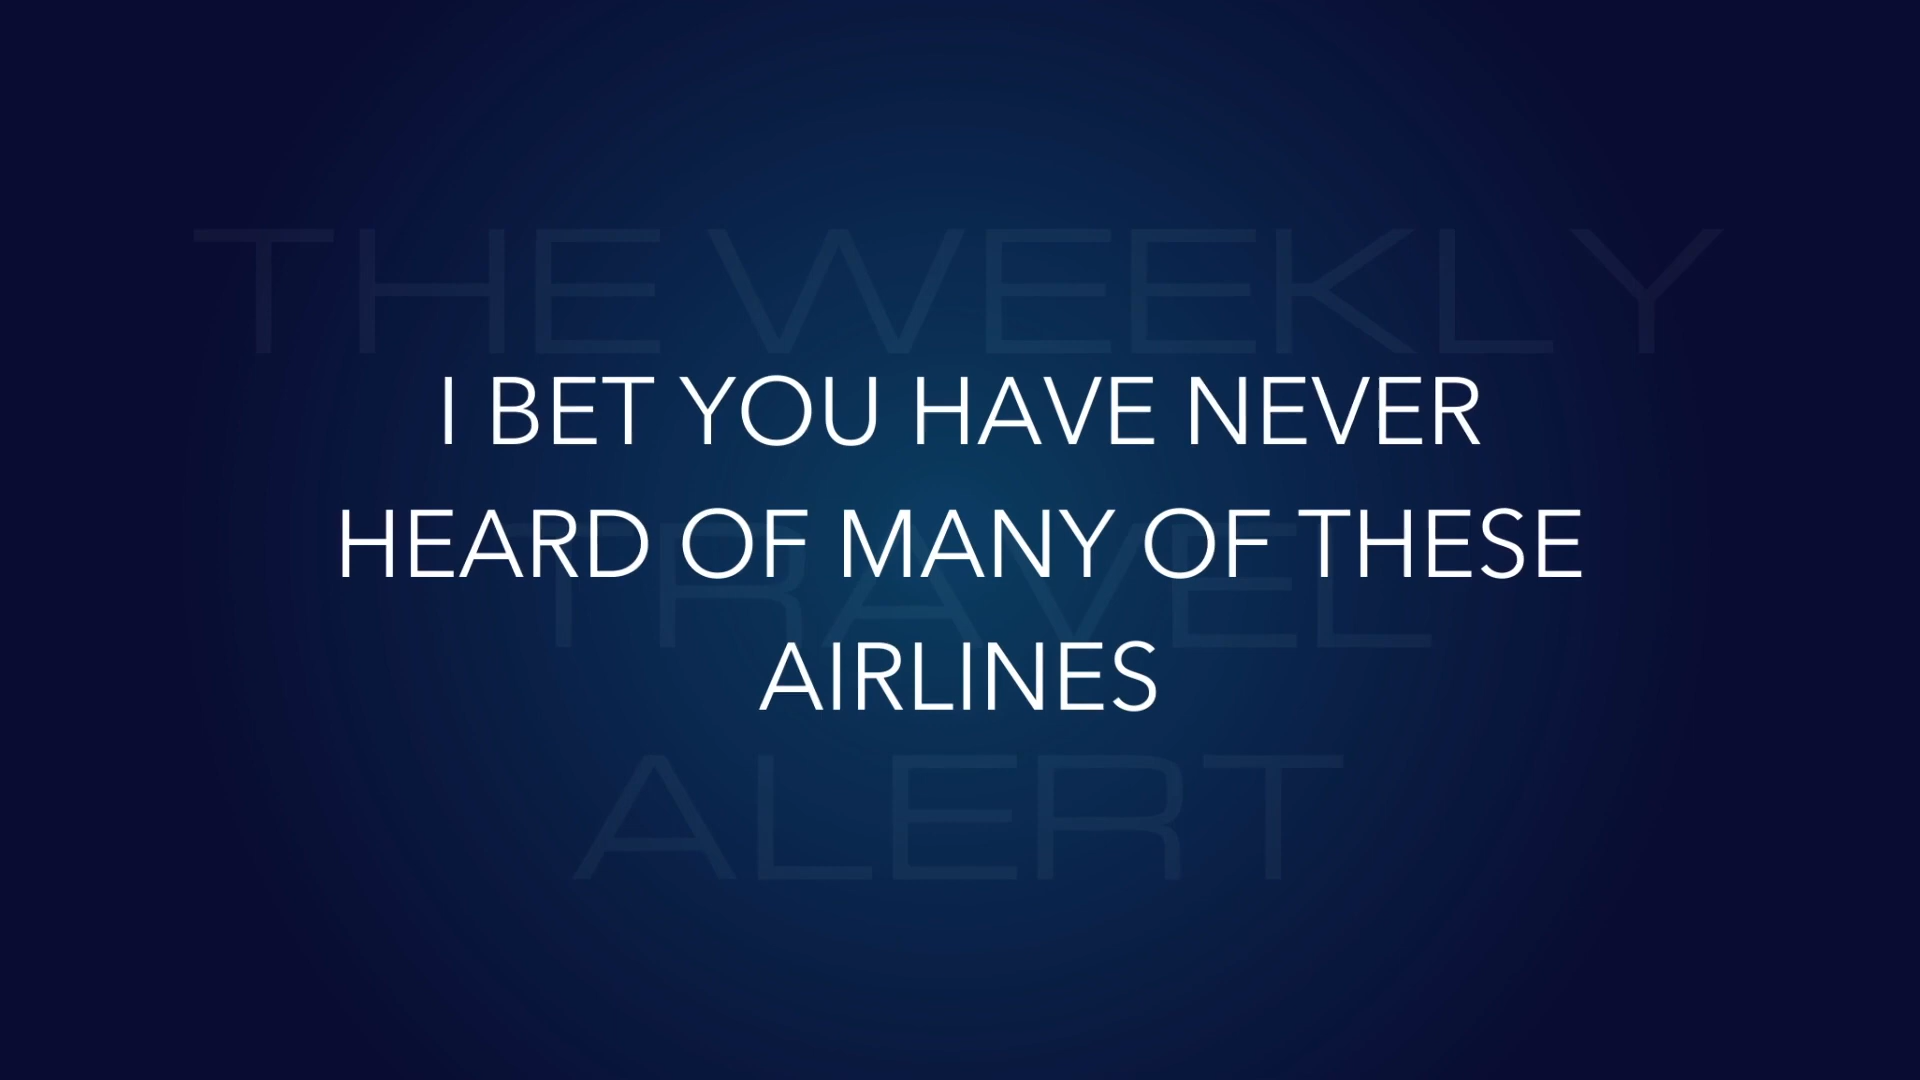 THE WEEKLY
I BET YOU HAVE NEVER
HEARD OF MANY OF THESE
TRAVEL
AIRLINES
ALERT